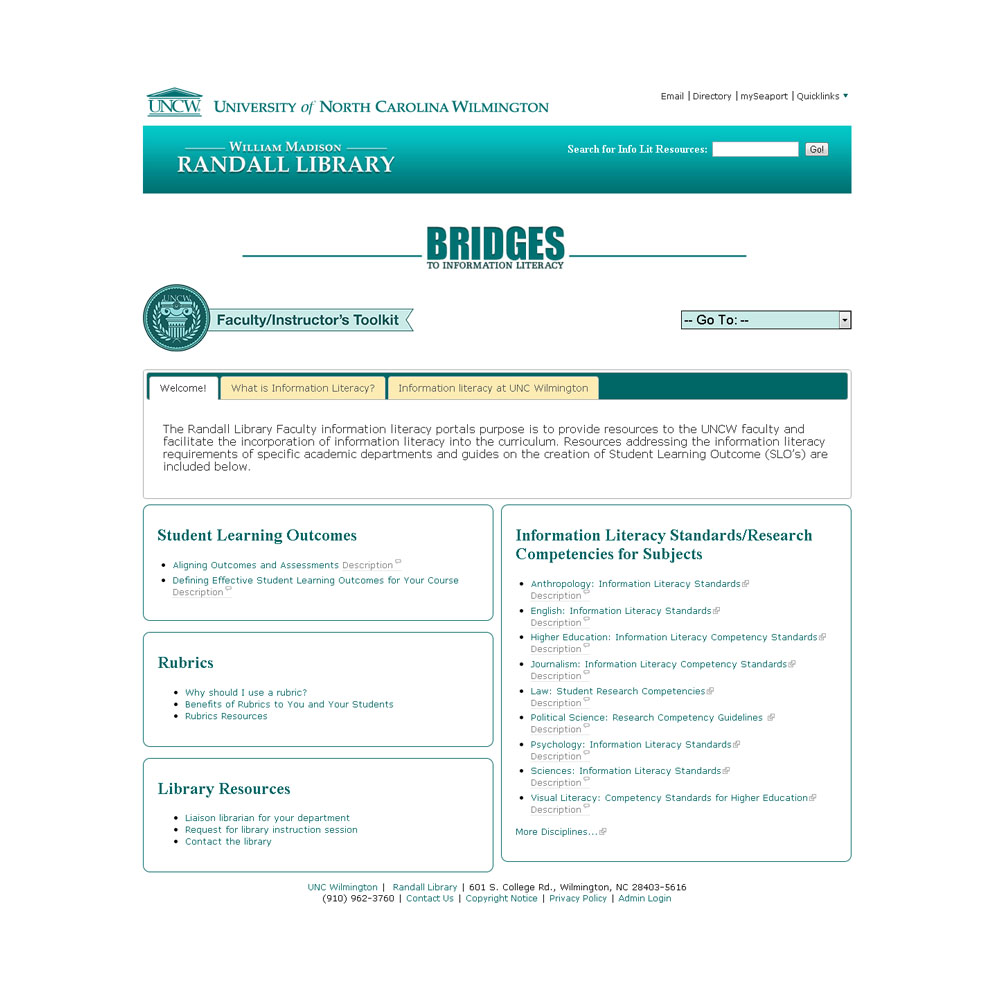 UNCW
UNIVERSITY of NORTH CAROLINA WILMINGTON
Email | Directory | mySeaport | Quicklinks
WILLIAM MADISON
RANDALL LIBRARY
Search for Info Lit Resources:
Go!
BRIDGES
TO INFORMATION LITERACY
UNCW
Faculty/Instructor's Toolkit
-- Go To: --
Welcome!
What is Information Literacy?
Information literacy at UNC Wilmington
The Randall Library Faculty information literacy portals purpose is to provide resources to the UNCW faculty and
facilitate the incorporation of information literacy into the curriculum. Resources addressing the information literacy
requirements of specific academic departments and guides on the creation of Student Learning Outcome (SLO's) are
included below.
Student Learning Outcomes
• Aligning Outcomes and Assessments Description
• Defining Effective Student Learning Outcomes for Your Course
Description
Rubrics
• Why should I use a rubric?
• Benefits of Rubrics to You and Your Students
• Rubrics Resources
Library Resources
• Liaison librarian for your department
• Request for library instruction session
• Contact the library
Information Literacy Standards/Research
Competencies for Subjects
• Anthropology: Information Literacy Standards
Description
• English: Information Literacy Standards
Description
• Higher Education: Information Literacy Competency Standards
Description
• Journalism: Information Literacy Competency Standards
Description
• Law: Student Research Competencies
Description
• Political Science: Research Competency Guidelines
Description
• Psychology: Information Literacy Standards
Description
• Sciences: Information Literacy Standards
Description
• Visual Literacy: Competency Standards for Higher Education
Description
More Disciplines...
UNC Wilmington | Randall Library | 601 S. College Rd., Wilmington, NC 28403-5616
(910) 962-3760 | Contact Us | Copyright Notice | Privacy Policy | Admin Login